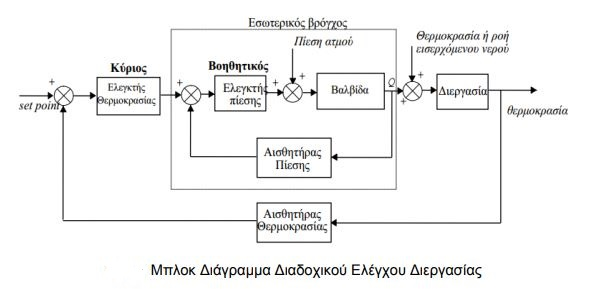 Εσωτερικός βρόγχος
Θερμοκρασία ή ροή
εισερχόμενου νερού
Πίεση ατμού
Κύριος
Βοηθητικός
+
+
+
+
+
+
+
set point
Ελεγκτής
Θερμοκρασίας
Ελεγκτής
πίεσης
Βαλβίδα
Q
Διεργασία
θερμοκρασία
Αισθητήρας
Πίεσης
Αισθητήρας
Θερμοκρασίας
Μπλοκ Διάγραμμα Διαδοχικού Ελέγχου Διεργασίας